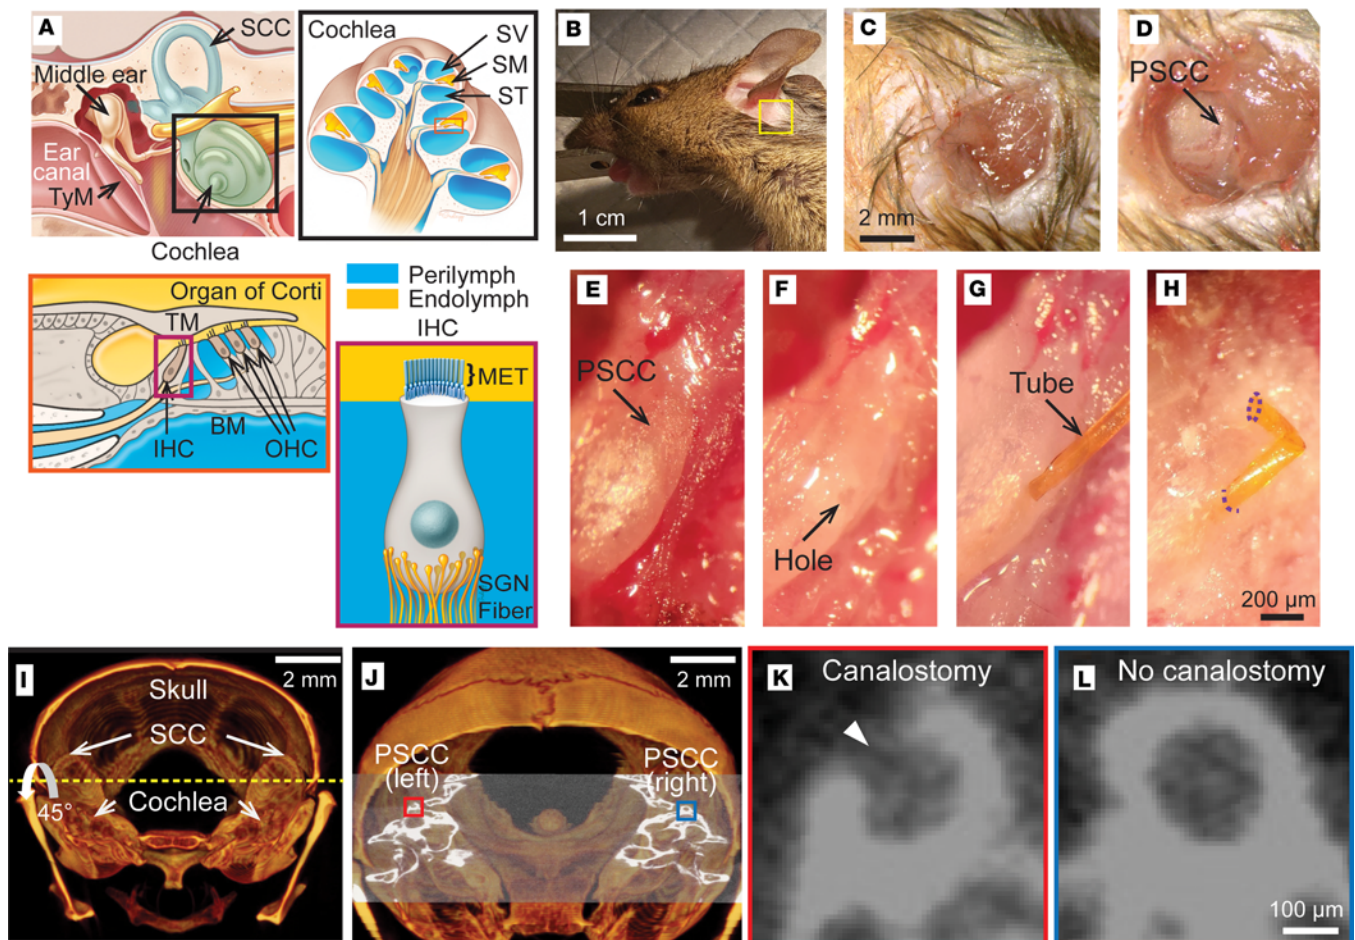 A
SCC
Middle ear
Ear
canal
TyM
Cochlea
Cochlea
SV
SM
ST
B
1 cm
C
2 mm
D
PSCC
Perilymph
Endolymph
Organ of Corti
TM
BM
IHC
OHC
IHC
MET
SGN
Fiber
E
PSCC
F
Hole
G
Tube
H
200 µm
I
2 mm
Skull
SCC
45°
Cochlea
J
2 mm
PSCC
(left)
PSCC
(right)
K
Canalostomy
L
No canalostomy
100 µm